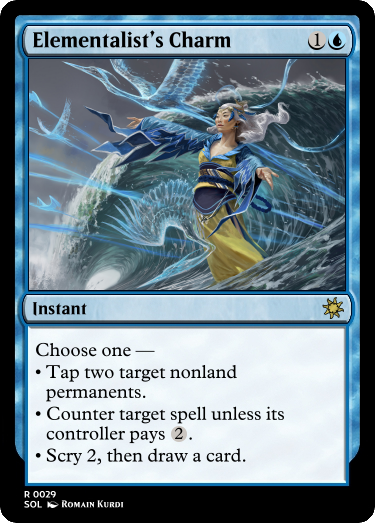 Elementalist's Charm 1
Instant
Choose one —
• Tap two target nonland
permanents.
• Counter target spell unless its
controller pays 2.
• Scry 2, then draw a card.
R 0029
SOL Romain Kurdi